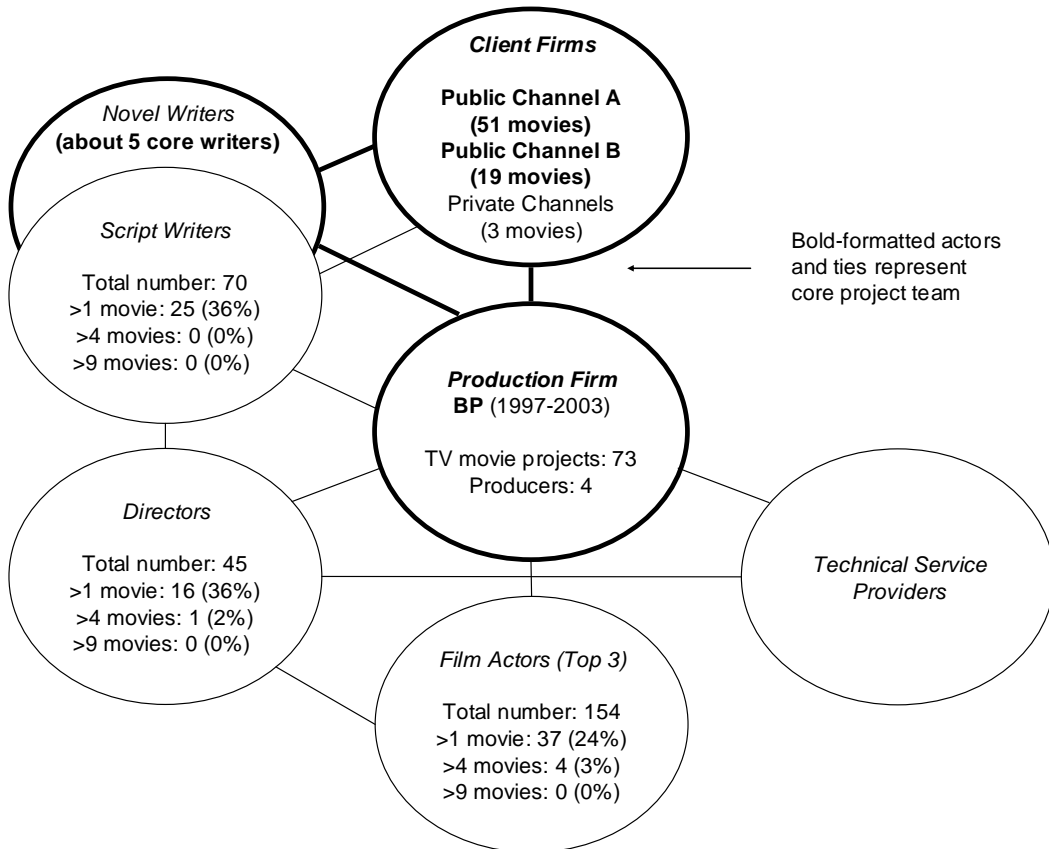 Client Firms
Public Channel A
(51 movies)
Public Channel B
(19 movies)
Private Channels
(3 movies)
Novel Writers
(about 5 core writers)
Script Writers
Total number: 70
>1 movie: 25 (36%)
>4 movies: 0 (0%)
>9 movies: 0 (0%)
Bold-formatted actors
and ties represent
core project team
Production Firm
BP (1997-2003)
TV movie projects: 73
Producers: 4
Directors
Total number: 45
>1 movie: 16 (36%)
>4 movies: 1 (2%)
>9 movies: 0 (0%)
Technical Service
Providers
Film Actors (Top 3)
Total number: 154
>1 movie: 37 (24%)
>4 movies: 4 (3%)
>9 movies: 0 (0%)